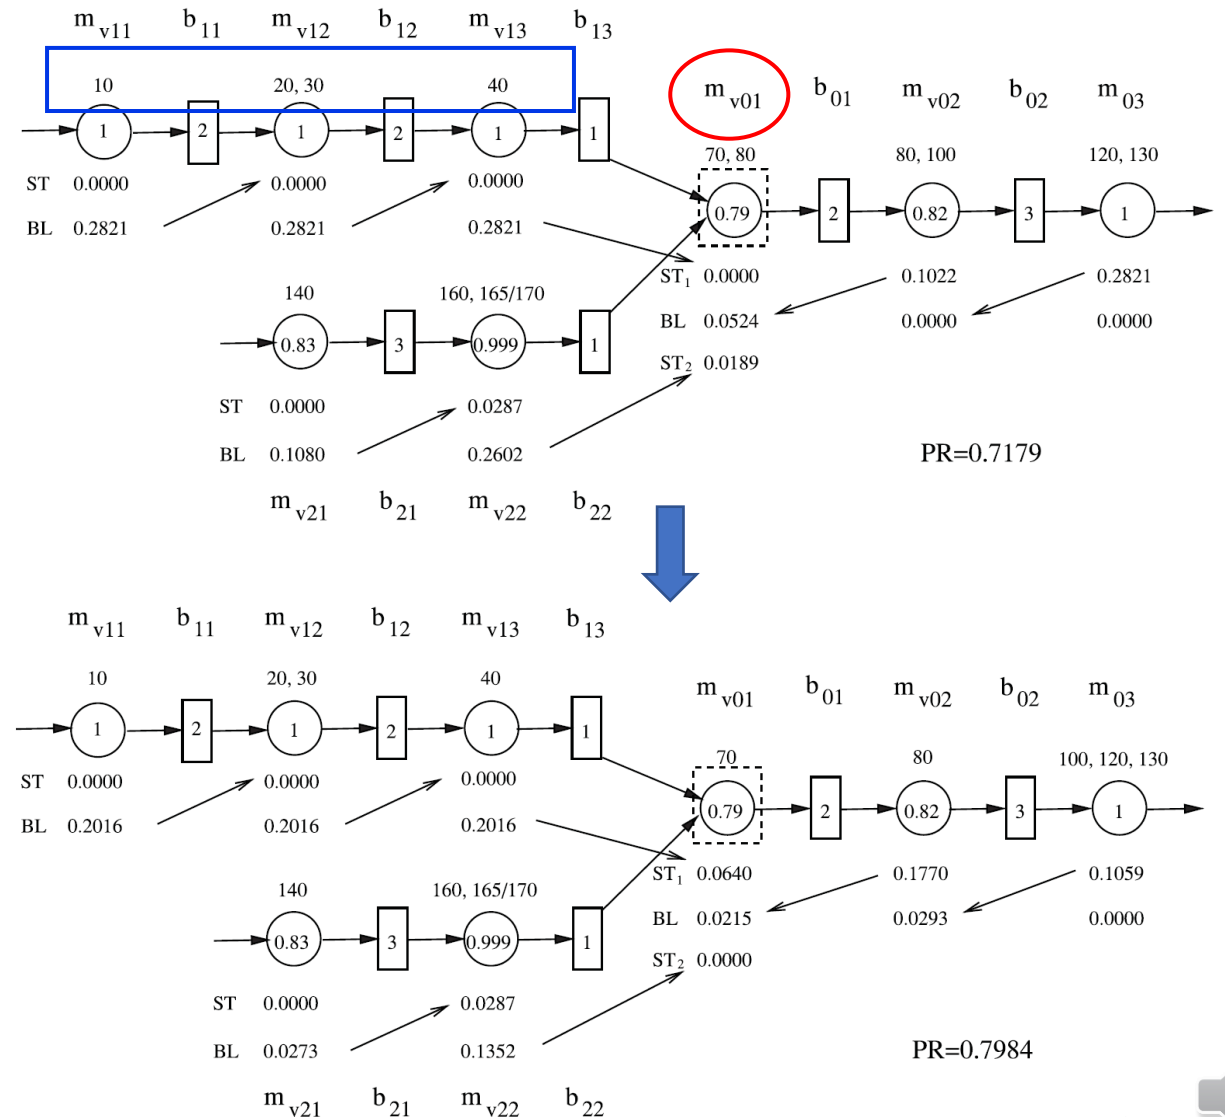 m v11 b 11 m v12 b 12 m v13 b 13
10 20, 30 40
1 2 1 2 1 1
m v01 b 01 m v02 b 02 m 03
70, 80 80, 100 120, 130
0.79 2 0.82 3 1
ST 0.0000 0.0000 0.0000
BL 0.2821 0.2821 0.2821
ST1 0.0000 0.1022 0.2821
BL 0.0524 0.0000 0.0000
ST2 0.0189
140 160, 165/170
0.83 3 0.999 1
ST 0.0000 0.0287
BL 0.1080 0.2602
PR=0.7179
m v21 b 21 m v22 b 22
m v11 b 11 m v12 b 12 m v13 b 13
10 20, 30 40
1 2 1 2 1 1
m v01 b 01 m v02 b 02 m 03
70 80 100, 120, 130
0.79 2 0.82 3 1
ST 0.0000 0.0000 0.0000
BL 0.2016 0.2016 0.2016
ST1 0.0640 0.1770 0.1059
BL 0.0215 0.0293 0.0000
ST2 0.0000
140 160, 165/170
0.83 3 0.999 1
ST 0.0000 0.0287
BL 0.0273 0.1352
PR=0.7984
m v21 b 21 m v22 b 22